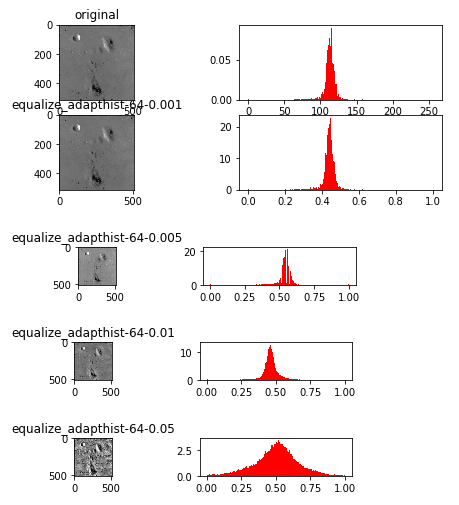 original
0
200
400
0 500
0.05
0.00
0 50 100 150 200 250
equalize_adapthist-64-0.001
0
200
400
0 500
20
10
0
0.0 0.2 0.4 0.6 0.8 1.0
equalize_adapthist-64-0.005
0
500
0 500
20
0
0.00 0.25 0.50 0.75 1.00
equalize_adapthist-64-0.01
0
500
0 500
10
0
0.00 0.25 0.50 0.75 1.00
equalize_adapthist-64-0.05
0
500
0 500
2.5
0.0
0.00 0.25 0.50 0.75 1.00